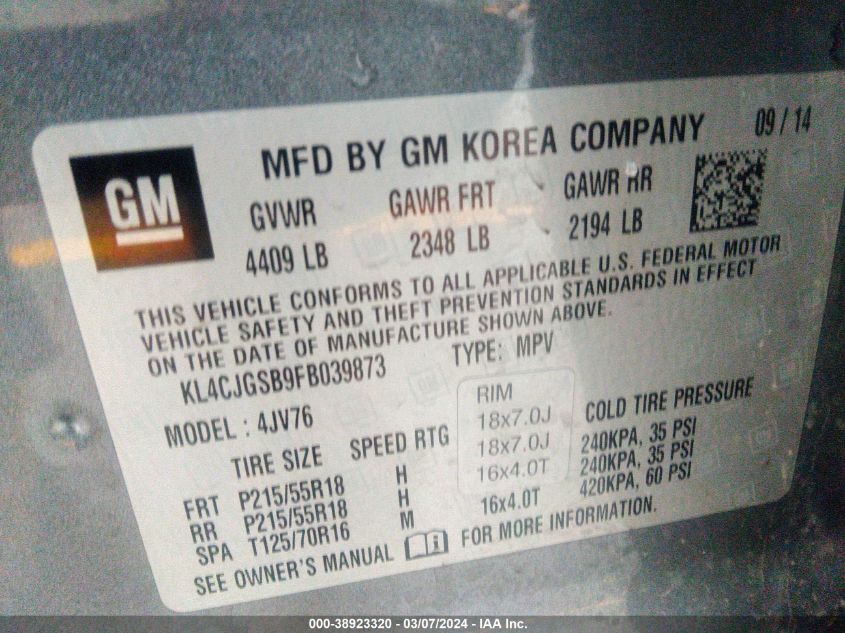 MFD BY GM KOREA COMPANY 09 / 14
GM
GVWR GAWR FRT GAWR RR
4409 LB 2348 LB 2194 LB
THIS VEHICLE CONFORMS TO ALL APPLICABLE U.S. FEDERAL MOTOR
VEHICLE SAFETY AND THEFT PREVENTION STANDARDS IN EFFECT
ON THE DATE OF MANUFACTURE SHOWN ABOVE.
KL4CJGSB9FB039873 TYPE: MPV
MODEL : 4JV76
TIRE SIZE SPEED RTG RIM COLD TIRE PRESSURE
FRT P215/55R18 H 18x7.0J 240KPA, 35 PSI
RR P215/55R18 H 18x7.0J 240KPA, 35 PSI
SPA T125/70R16 M 16x4.0T 420KPA, 60 PSI
16x4.0T
SEE OWNER'S MANUAL FOR MORE INFORMATION.
000-38923320 — 03/07/2024 — IAA Inc.